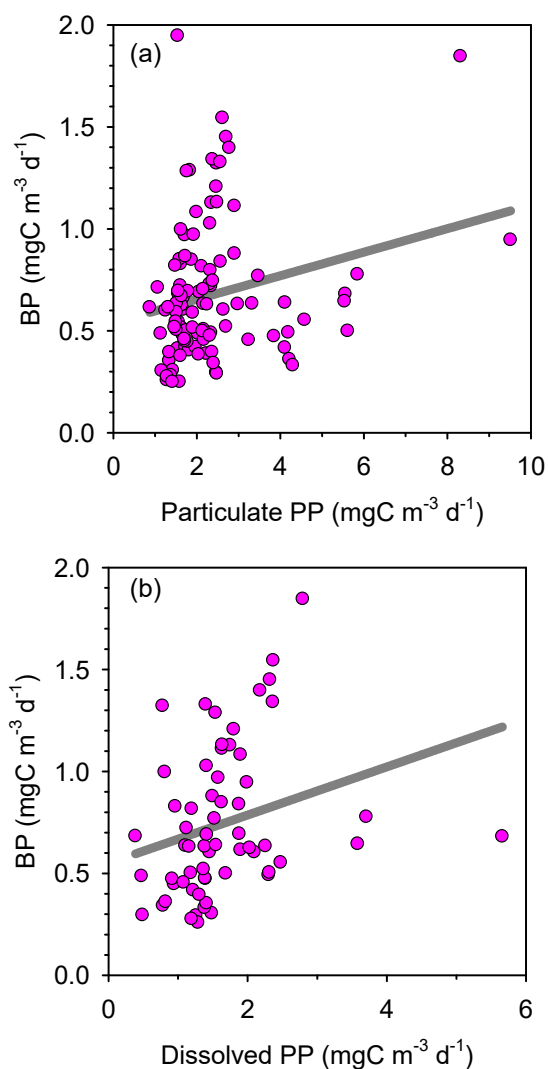 (a)
2.0
1.5
1.0
0.5
0.0
BP (mgC m⁻³ d⁻¹)
0 2 4 6 8 10
Particulate PP (mgC m⁻³ d⁻¹)
(b)
2.0
1.5
1.0
0.5
0.0
BP (mgC m⁻³ d⁻¹)
0 2 4 6
Dissolved PP (mgC m⁻³ d⁻¹)